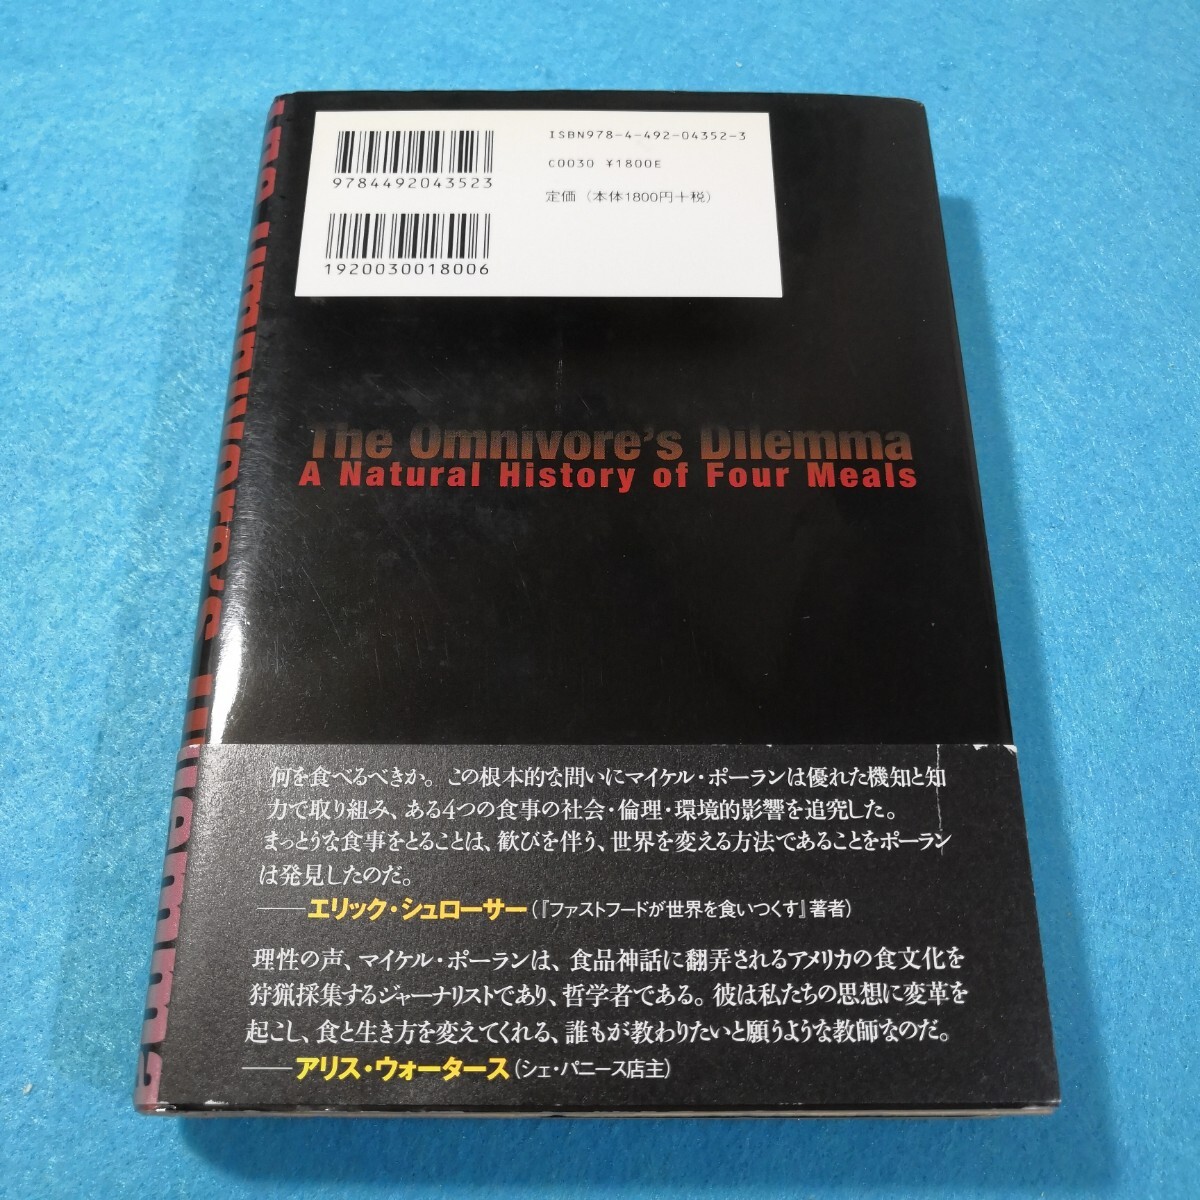 ISBN978-4-492-04352-3
C0030 ¥1800E
定価（本体1800円＋税）
9784492043523
1920030018006
The Omnivore's Dilemma
A Natural History of Four Meals
何を食べるべきか。この根本的な問いにマイケル・ポーランは優れた機知と知
力で取り組み、ある4つの食事の社会・倫理・環境的影響を追究した。
まっとうな食事をとることは、歓びを伴う、世界を変える方法であることをポーラン
は発見したのだ。
――エリック・シュローサー（『ファストフードが世界を食いつくす』著者）
理性の声、マイケル・ポーランは、食品神話に翻弄されるアメリカの食文化を
狩猟採集するジャーナリストであり、哲学者である。彼は私たちの思想に変革を
起こし、食と生き方を変えてくれる、誰もが教わりたいと願うような教師なのだ。
――アリス・ウォータース（シェ・パニース店主）